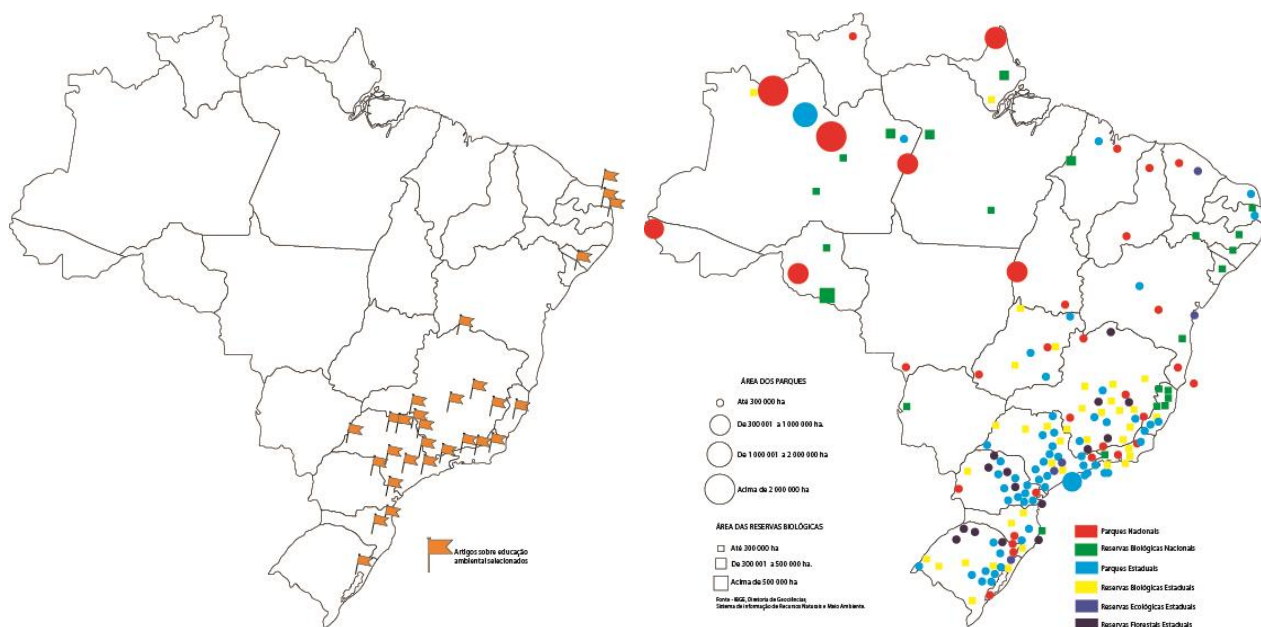 Artigos sobre educação
ambiental selecionados
ÁREA DOS PARQUES
Até 300 000 ha
De 300 001 a 1000 000 ha.
De 1 000 001 a 2 000 000 ha
Acima de 2 000 000 ha
ÁREA DAS RESERVAS BIOLÓGICAS
Até 300 000 ha
De 300 001 a 500 000 ha.
Acima de 500 000 ha
Fonte - IBGE, Diretoria de Geociências,
Sistema de informação de Recursos Naturais e Meio Ambiente.
Parques Nacionais
Reservas Biológicas Nacionais
Parques Estaduais
Reservas Biológicas Estaduais
Reservas Ecológicas Estaduais
Reservas Florestais Estaduais